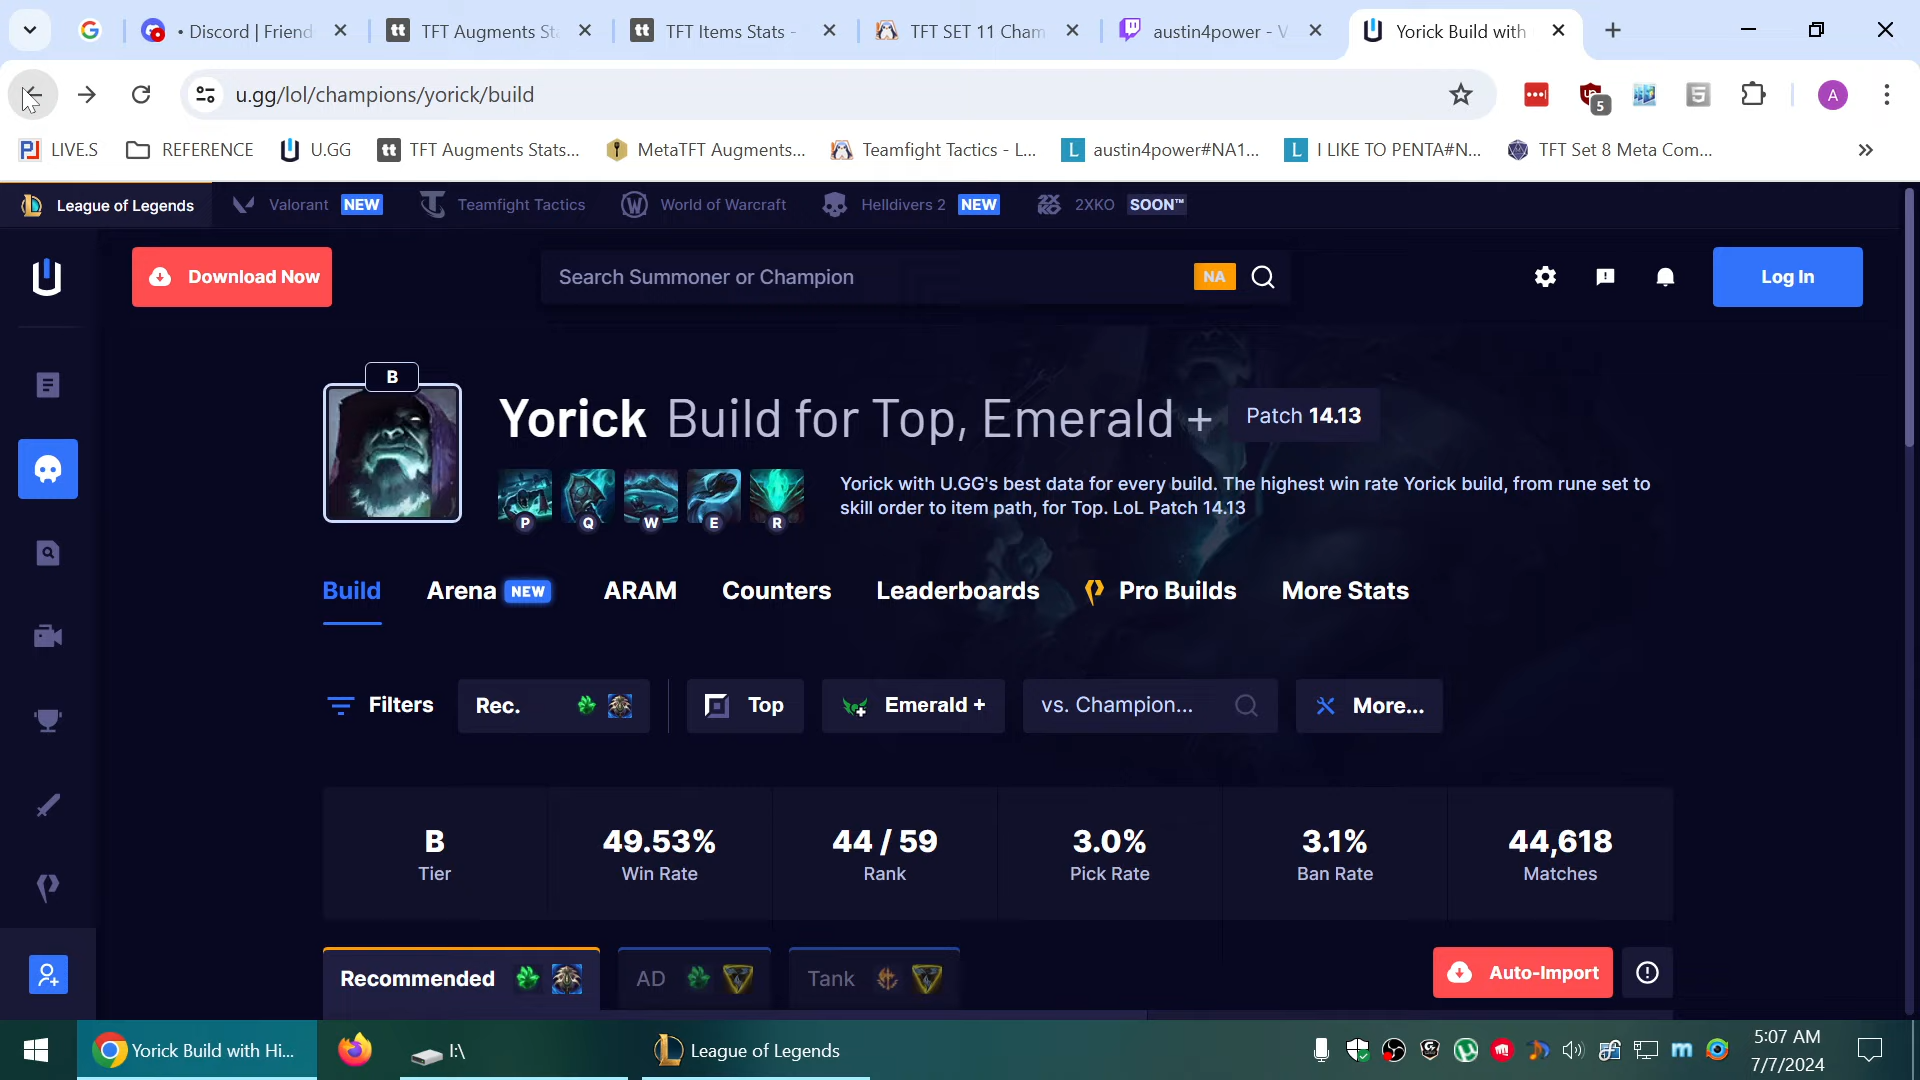 • Discord | Friend
TFT Augments St
TFT Items Stats -
TFT SET 11 Cham
austin4power - V
Yorick Build with
u.gg/lol/champions/yorick/build
5
A
LIVE.S
REFERENCE
U.GG
TFT Augments Stats...
MetaTFT Augments...
Teamfight Tactics - L...
austin4power#NA1...
I LIKE TO PENTA#N...
TFT Set 8 Meta Com...
League of Legends
Valorant NEW
Teamfight Tactics
World of Warcraft
Helldivers 2 NEW
2XKO SOON™
Download Now
Search Summoner or Champion
NA
Log In
B
Yorick Build for Top, Emerald +
Patch 14.13
P
Q
W
E
R
Yorick with U.GG's best data for every build. The highest win rate Yorick build, from rune set to
skill order to item path, for Top. LoL Patch 14.13
Build
Arena NEW
ARAM
Counters
Leaderboards
Pro Builds
More Stats
Filters
Rec.
Top
Emerald +
vs. Champion...
More...
B
Tier
49.53%
Win Rate
44 / 59
Rank
3.0%
Pick Rate
3.1%
Ban Rate
44,618
Matches
Recommended
AD
Tank
Auto-Import
Yorick Build with Hi...
I:\
League of Legends
5:07 AM
7/7/2024